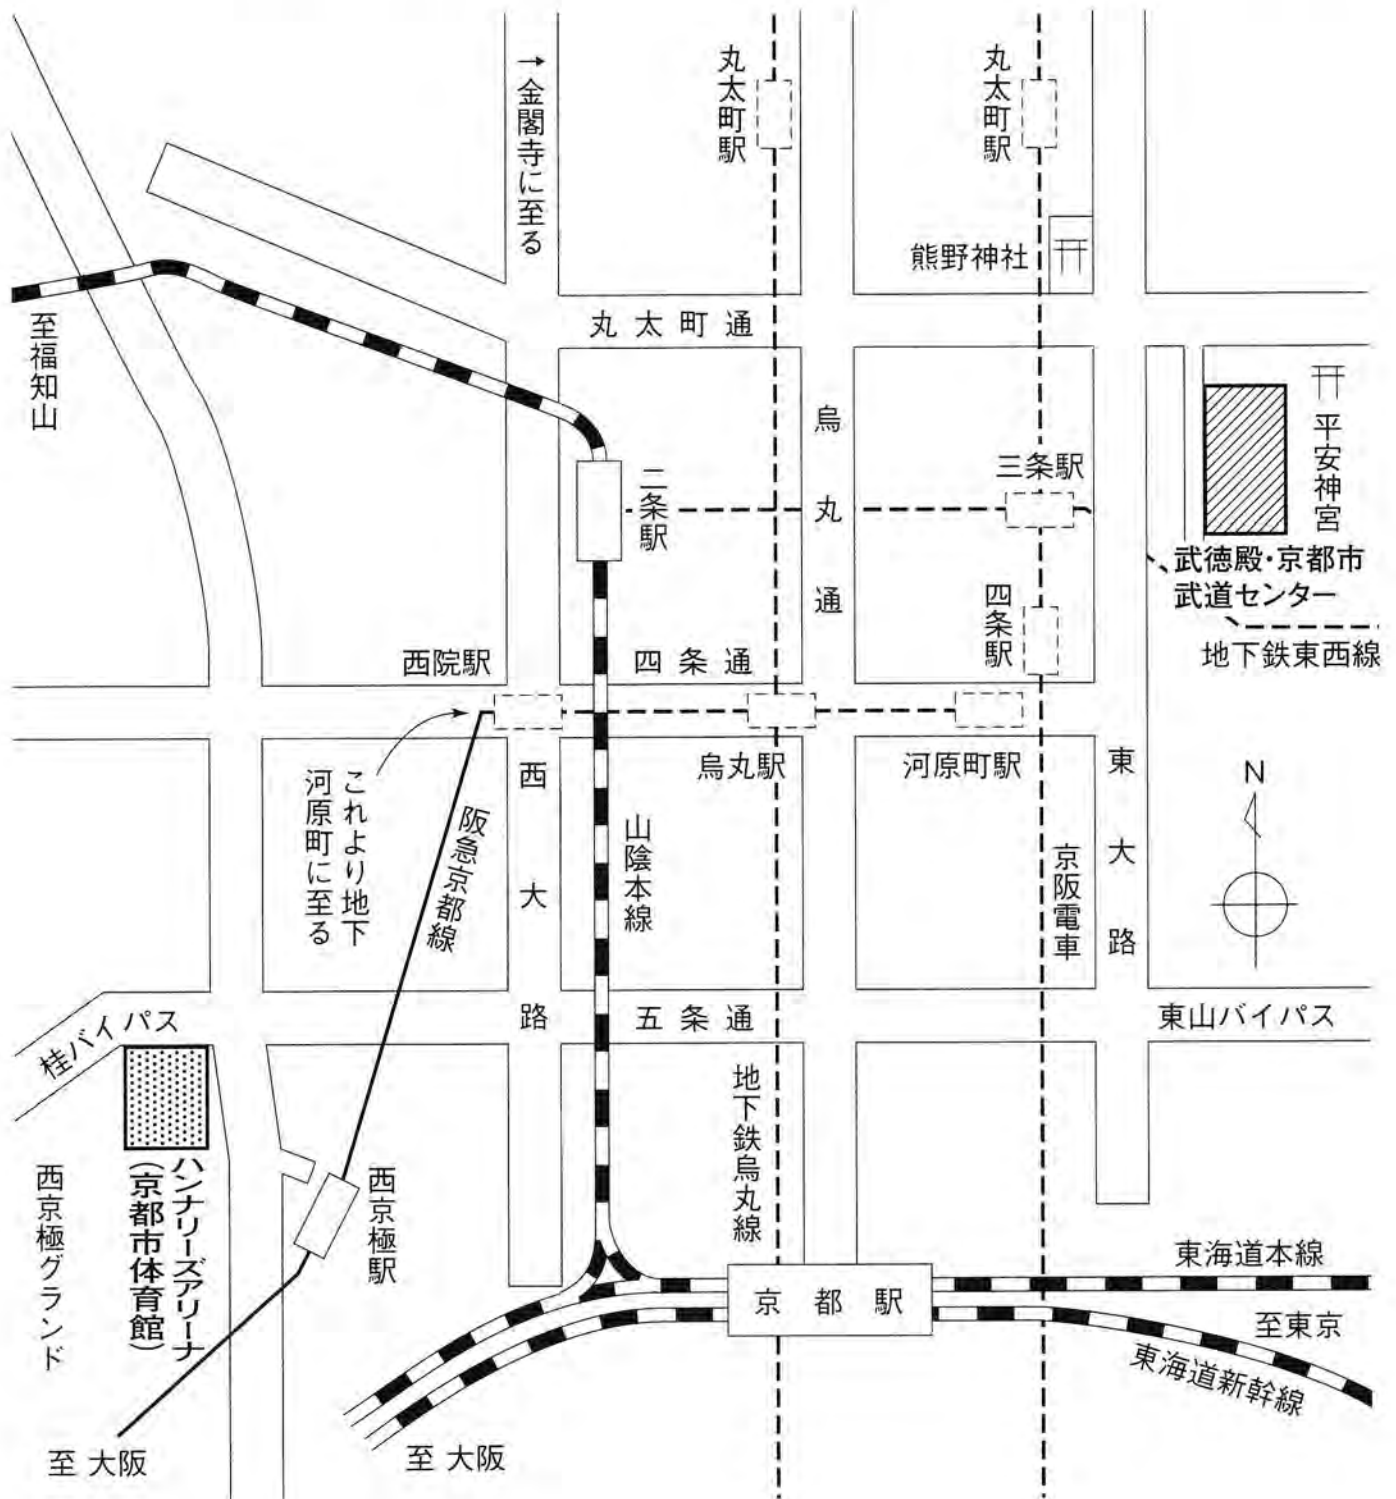 →金閣寺に至る
丸太町駅
丸太町駅
熊野神社
丸太町通
至福知山
烏丸通
平安神宮
三条駅
二条駅
武徳殿・京都市
武道センター
四条駅
地下鉄東西線
西院駅
四条通
烏丸駅
河原町駅
これより地下
河原町に至る
阪急京都線
西大路
山陰本線
京阪電車
東大路
N
五条通
東山バイパス
桂バイパス
地下鉄烏丸線
西京極グランド
ハンナリーズアリーナ
(京都市体育館)
西京極駅
東海道本線
京都駅
至東京
東海道新幹線
至 大阪
至 大阪